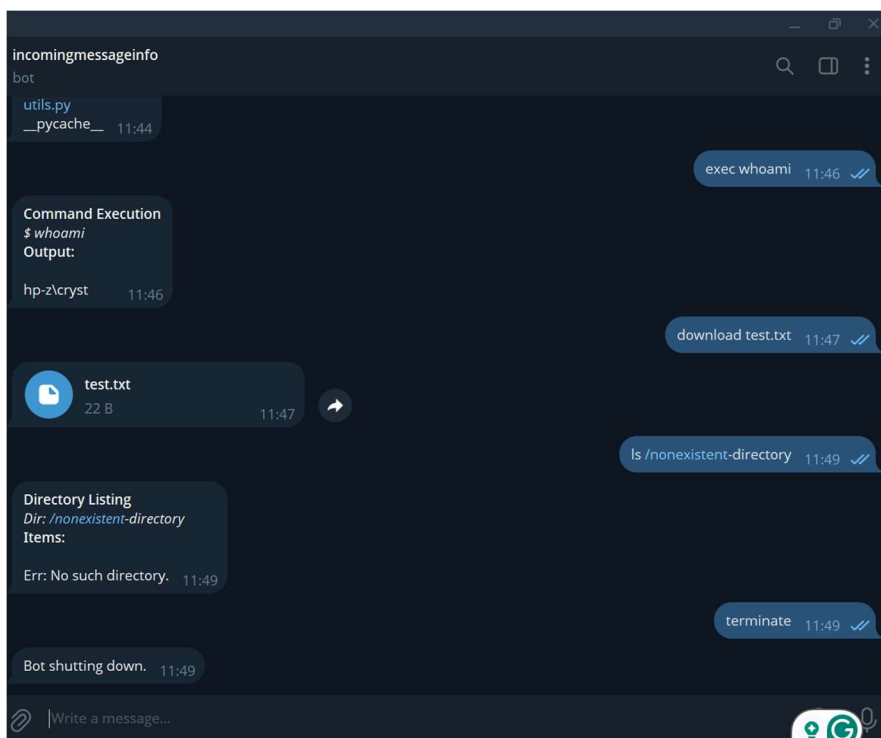 incomingmessageinfo
bot
utils.py
__pycache__ 11:44
exec whoami 11:46
Command Execution
$ whoami
Output:
hp-z\cryst 11:46
download test.txt 11:47
test.txt
22 B
11:47
ls /nonexistent-directory 11:49
Directory Listing
Dir: /nonexistent-directory
Items:
Err: No such directory. 11:49
terminate 11:49
Bot shutting down. 11:49
Write a message...